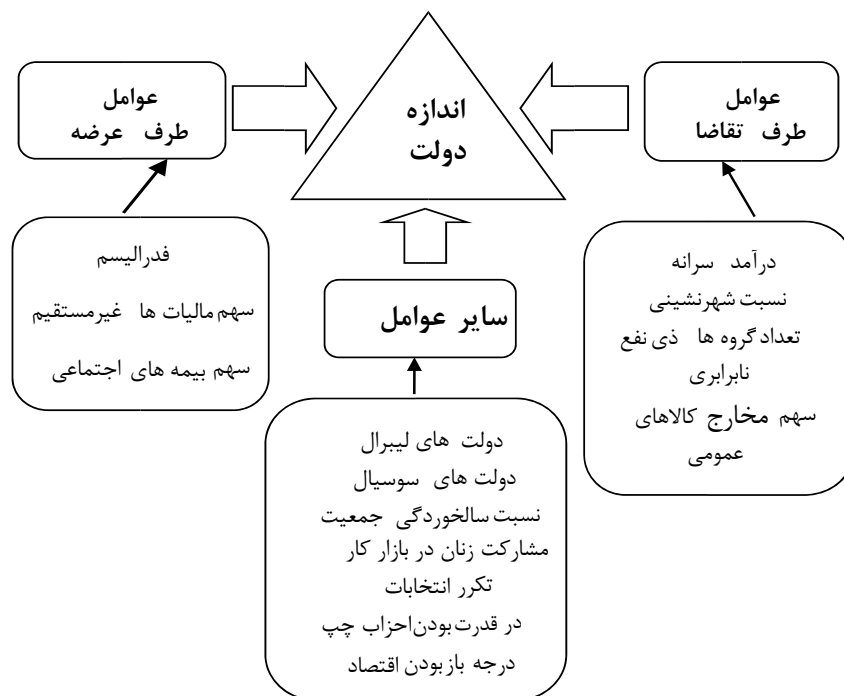 اندازه
دولت
عوامل
طرف تقاضا
عوامل
طرف عرضه
درآمد سرانه
نسبت شهرنشینی
تعداد گروه ها ذی نفع
نابرابری
سهم مخارج کالاهای
عمومی
فدرالیسم
سهم مالیات ها غیرمستقیم
سهم بیمه های اجتماعی
سایر عوامل
دولت های لیبرال
دولت های سوسیال
نسبت سالخوردگی جمعیت
مشارکت زنان در بازار کار
تکرر انتخابات
در قدرت بودن احزاب چپ
درجه باز بودن اقتصاد